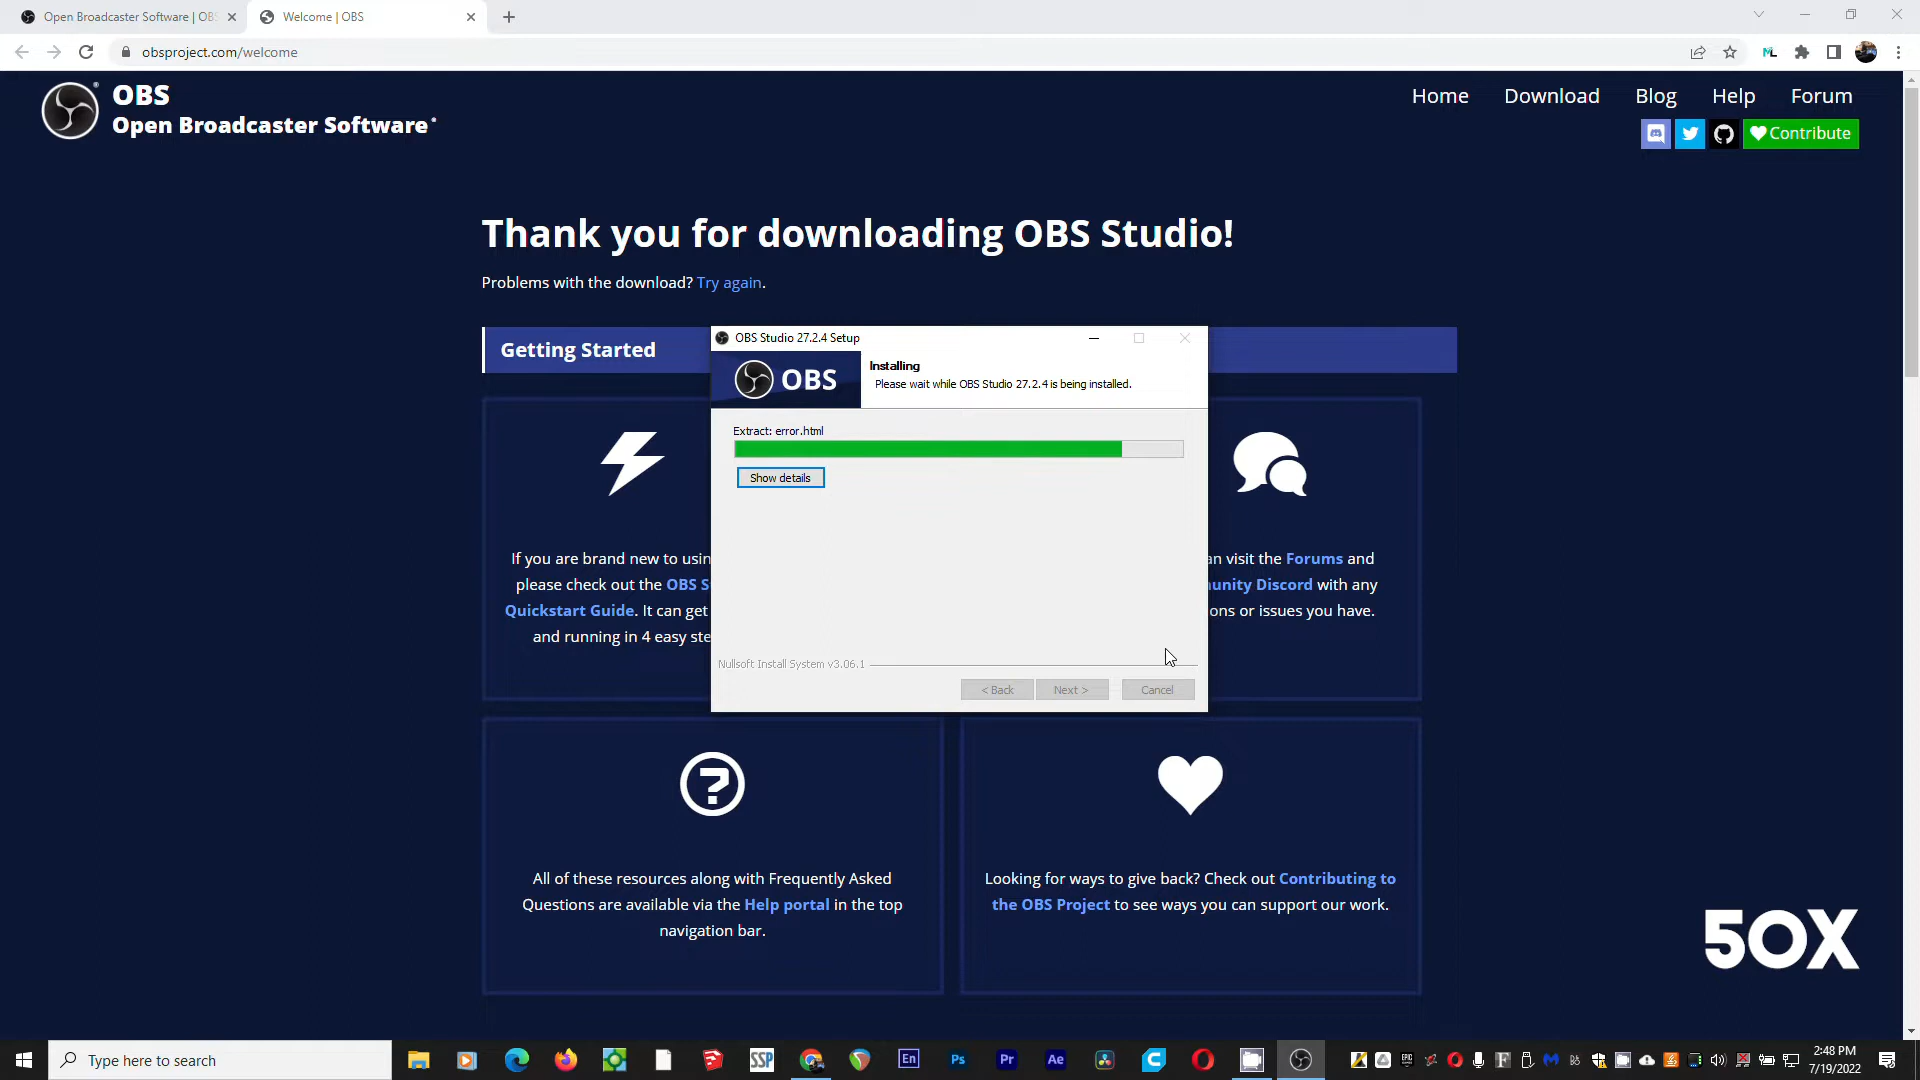 Open Broadcaster Software | OBS
Welcome | OBS
obsproject.com/welcome
OBS
Open Broadcaster Software
Home
Download
Blog
Help
Forum
Contribute
Thank you for downloading OBS Studio!
Problems with the download? Try again.
Getting Started
If you are brand new to usin
please check out the OBS S
Quickstart Guide. It can get
and running in 4 easy ste
an visit the Forums and
unity Discord with any
ons or issues you have.
OBS Studio 27.2.4 Setup
OBS
Installing
Please wait while OBS Studio 27.2.4 is being installed.
Extract: error.html
Show details
Nullsoft Install System v3.06.1
< Back
Next >
Cancel
All of these resources along with Frequently Asked
Questions are available via the Help portal in the top
navigation bar.
Looking for ways to give back? Check out Contributing to
the OBS Project to see ways you can support our work.
50X
Type here to search
SSP
En
Ps
Pr
Ae
2:48 PM
7/19/2022